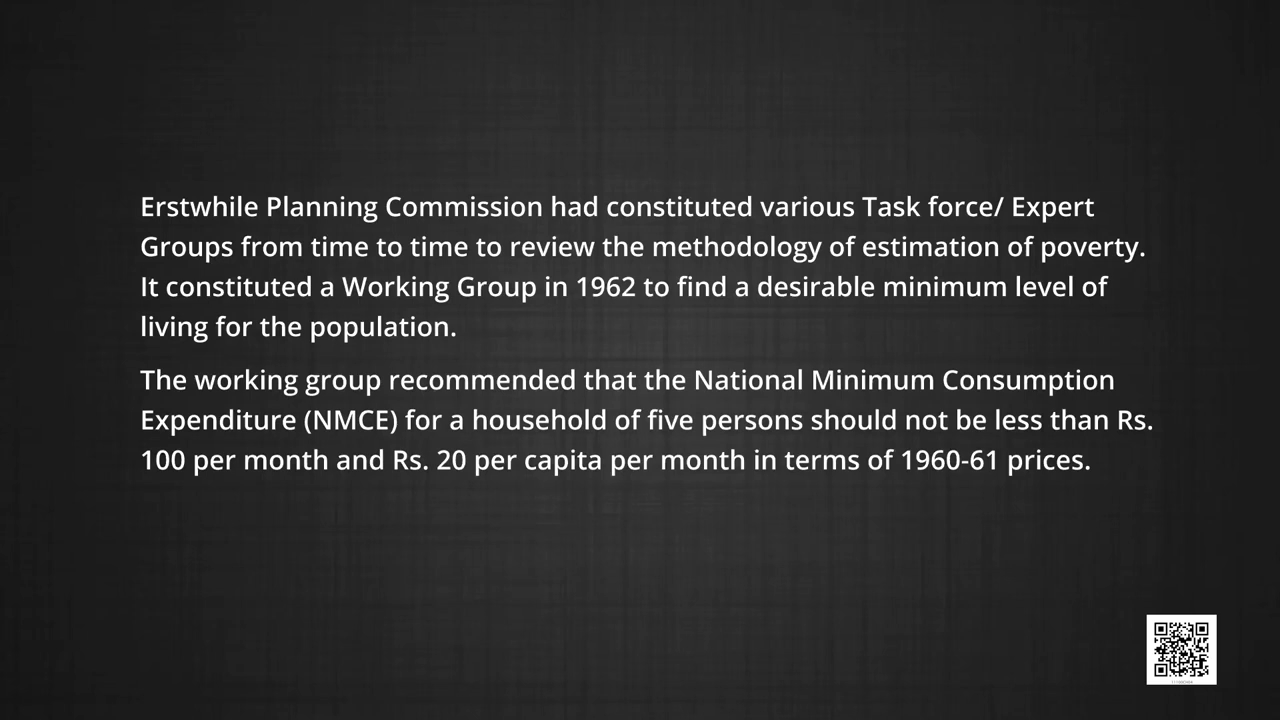 Erstwhile Planning Commission had constituted various Task force/ Expert
Groups from time to time to review the methodology of estimation of poverty.
It constituted a Working Group in 1962 to find a desirable minimum level of
living for the population.
The working group recommended that the National Minimum Consumption
Expenditure (NMCE) for a household of five persons should not be less than Rs.
100 per month and Rs. 20 per capita per month in terms of 1960-61 prices.